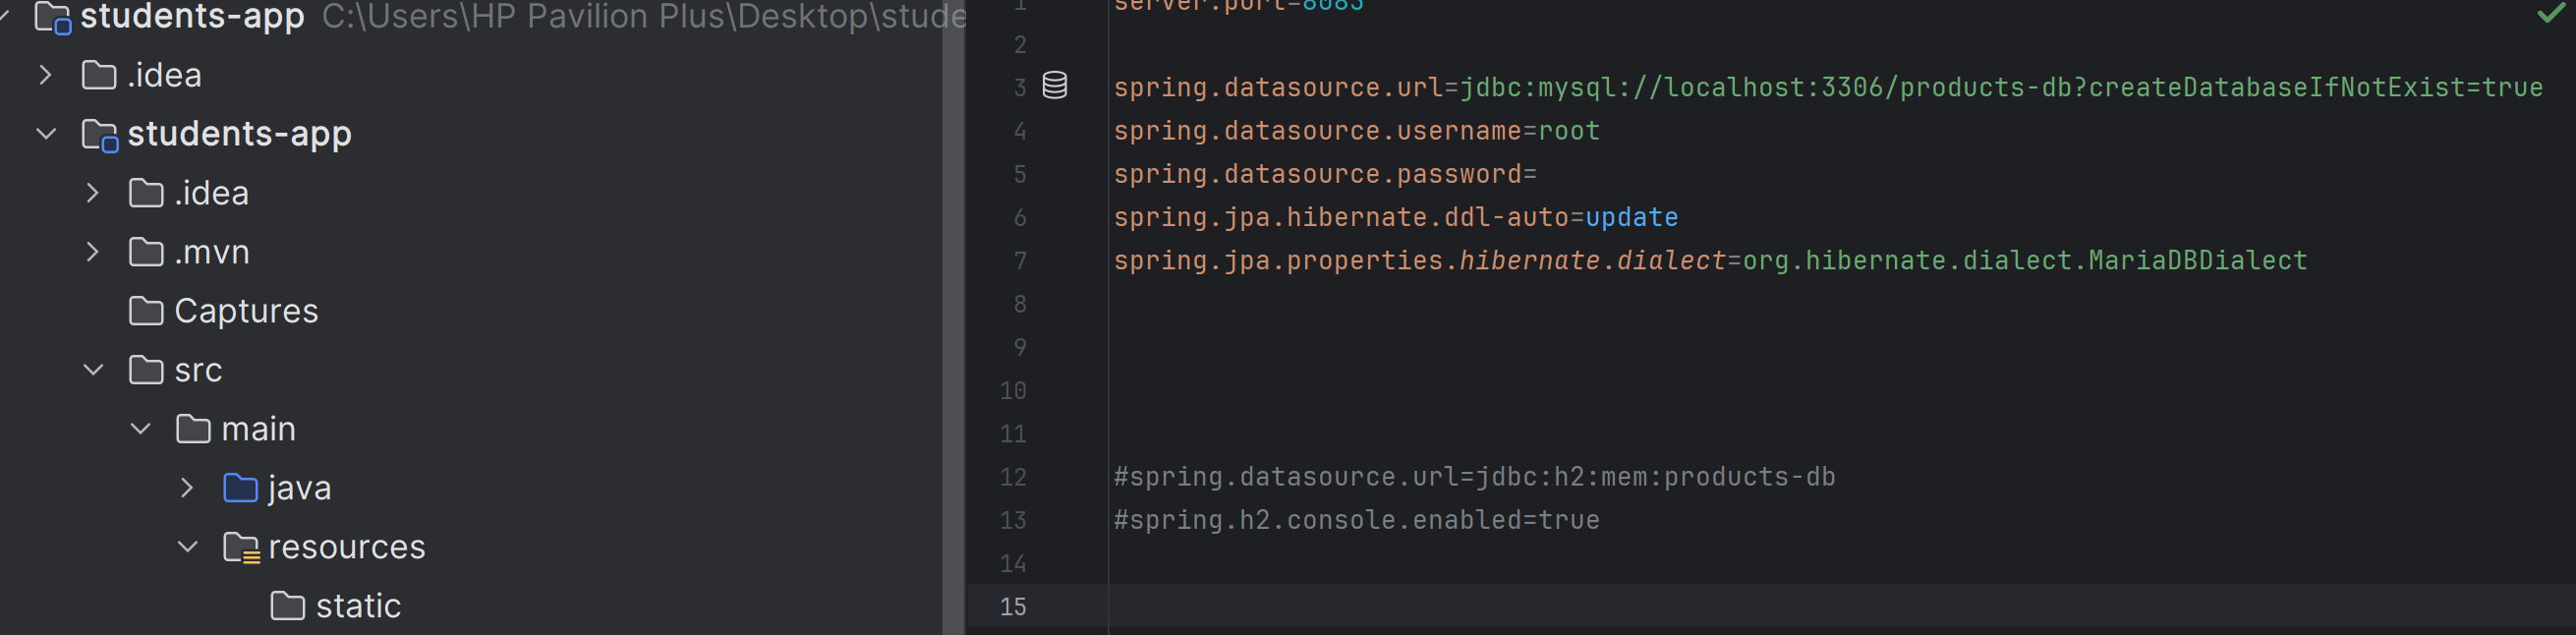 students-app C:\Users\HP Pavilion Plus\Desktop\stude
.idea
students-app
.idea
.mvn
Captures
src
main
java
resources
static
1 server.port=8083
2
3 spring.datasource.url=jdbc:mysql://localhost:3306/products-db?createDatabaseIfNotExist=true
4 spring.datasource.username=root
5 spring.datasource.password=
6 spring.jpa.hibernate.ddl-auto=update
7 spring.jpa.properties.hibernate.dialect=org.hibernate.dialect.MariaDBDialect
8
9
10
11
12 #spring.datasource.url=jdbc:h2:mem:products-db
13 #spring.h2.console.enabled=true
14
15